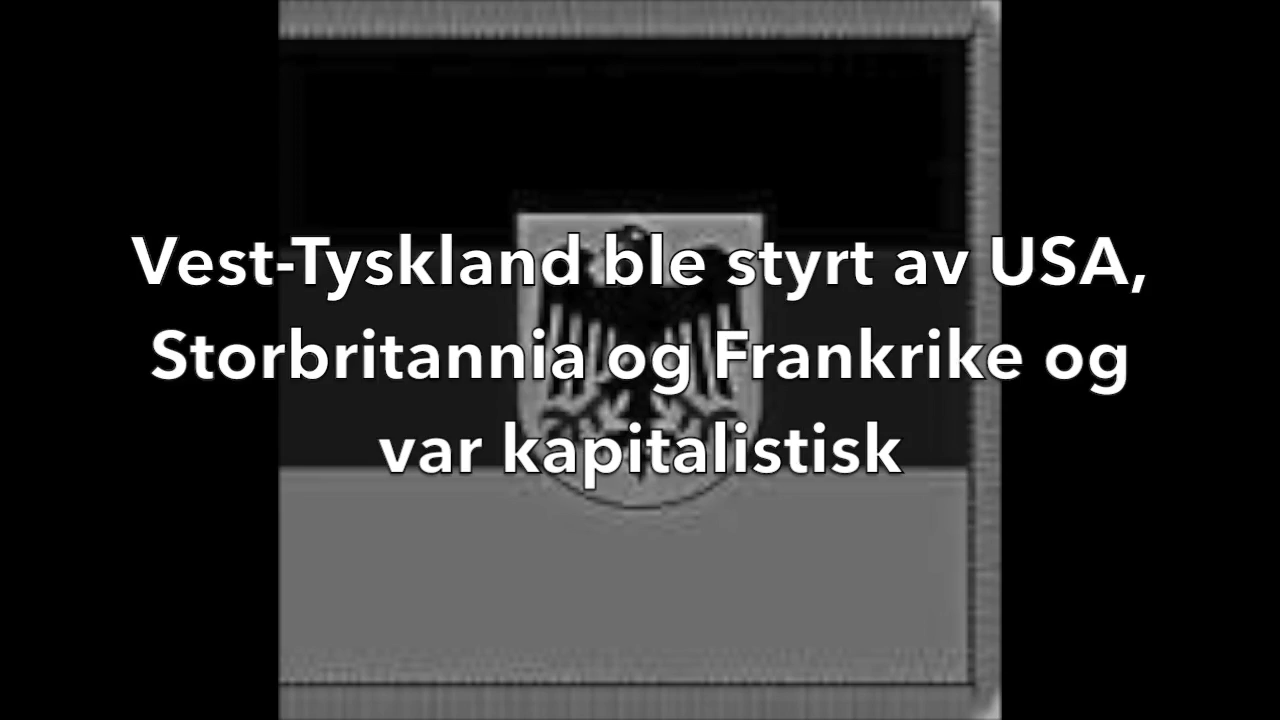 Vest-Tyskland ble styrt av USA,
Storbritannia og Frankrike og
var kapitalistisk